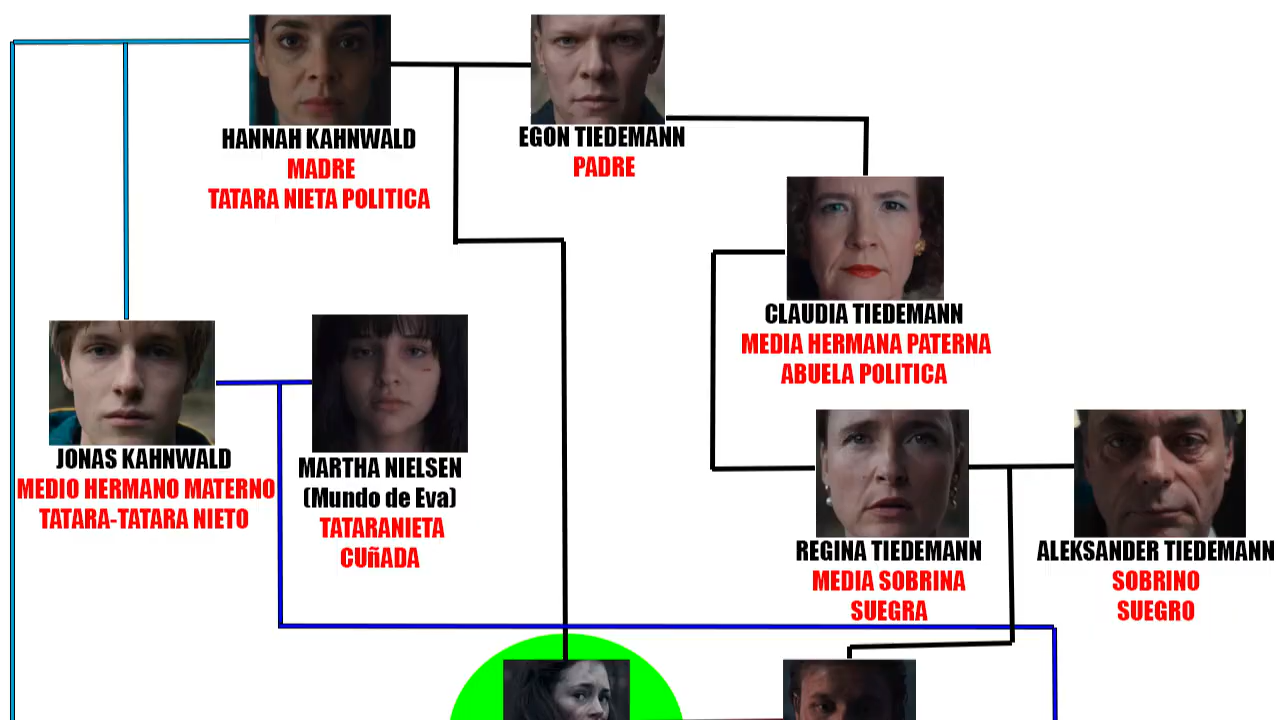 HANNAH KAHNWALD
MADRE
TATARA NIETA POLITICA
EGON TIEDEMANN
PADRE
CLAUDIA TIEDEMANN
MEDIA HERMANA PATERNA
ABUELA POLITICA
JONAS KAHNWALD
MEDIO HERMANO MATERNO
TATARA-TATARA NIETO
MARTHA NIELSEN
(Mundo de Eva)
TATARANIETA
CUñADA
REGINA TIEDEMANN
MEDIA SOBRINA
SUEGRA
ALEKSANDER TIEDEMANN
SOBRINO
SUEGRO